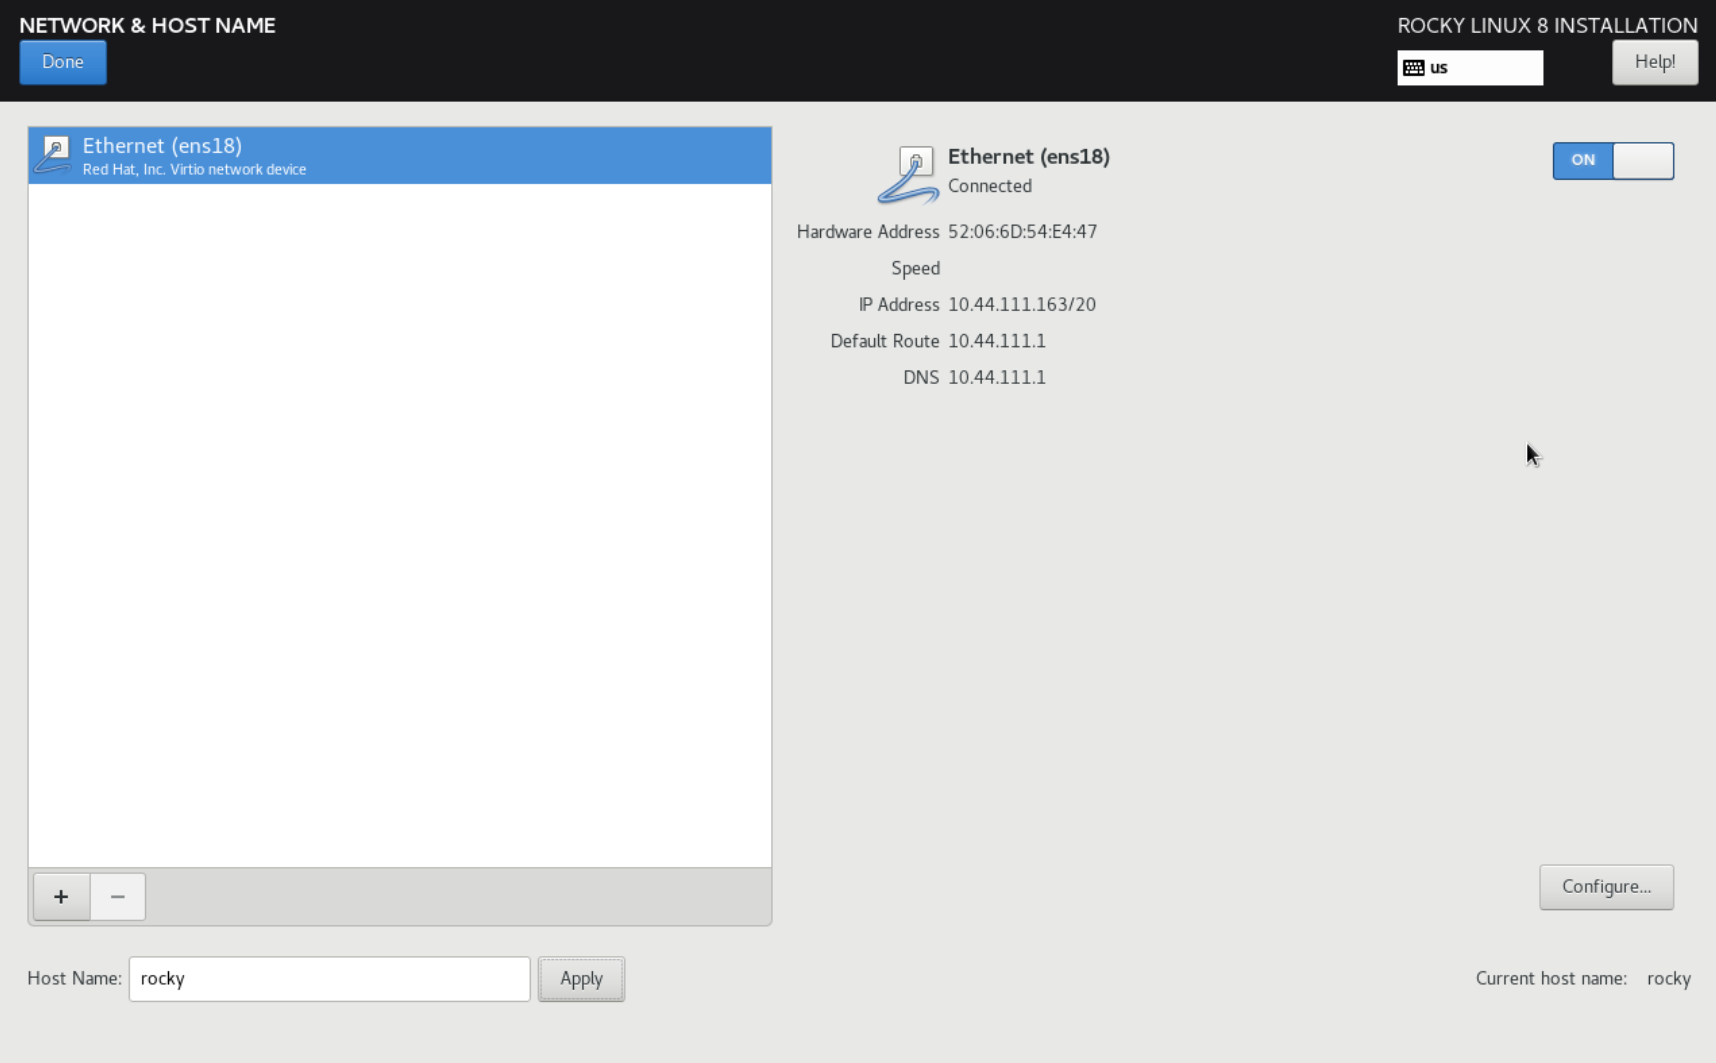 NETWORK & HOST NAME
Done
ROCKY LINUX 8 INSTALLATION
us
Help!
Ethernet (ens18)
Red Hat, Inc. Virtio network device
Ethernet (ens18)
Connected
ON
Hardware Address 52:06:6D:54:E4:47
Speed
IP Address 10.44.111.163/20
Default Route 10.44.111.1
DNS 10.44.111.1
+ −
Configure...
Host Name: rocky Apply
Current host name: rocky